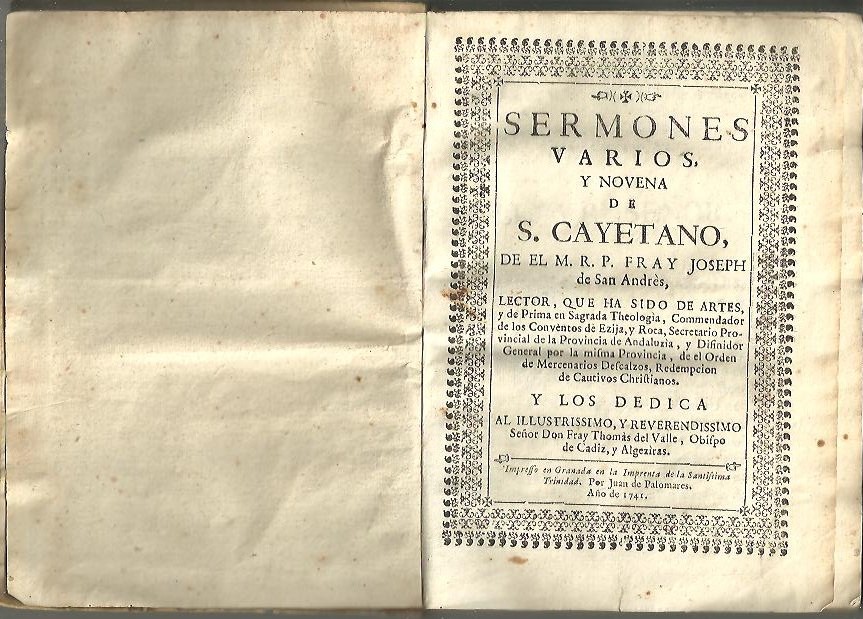 SERMONES
VARIOS,
Y NOVENA
DE
S. CAYETANO,
DE EL M. R. P. FRAY JOSEPH
de San Andrès,
LECTOR, QUE HA SIDO DE ARTES,
y de Prima en Sagrada Theologia, Commendador
de los Conventos de Ezija, y Rota, Secretario Pro-
vincial de la Provincia de Andaluzia, y Difinidor
General por la misma Provincia, de el Orden
de Mercenarios Descalzos, Redempcion
de Cautivos Christianos.
Y LOS DEDICA
AL ILLUSTRISSIMO, Y REVERENDISSIMO
Señor Don Fray Thomàs del Valle, Obispo
de Cadiz, y Algeziras.
Impresso en Granada en la Imprenta de la Santissima
Trinidad. Por Juan de Palomares.
Año de 1741.